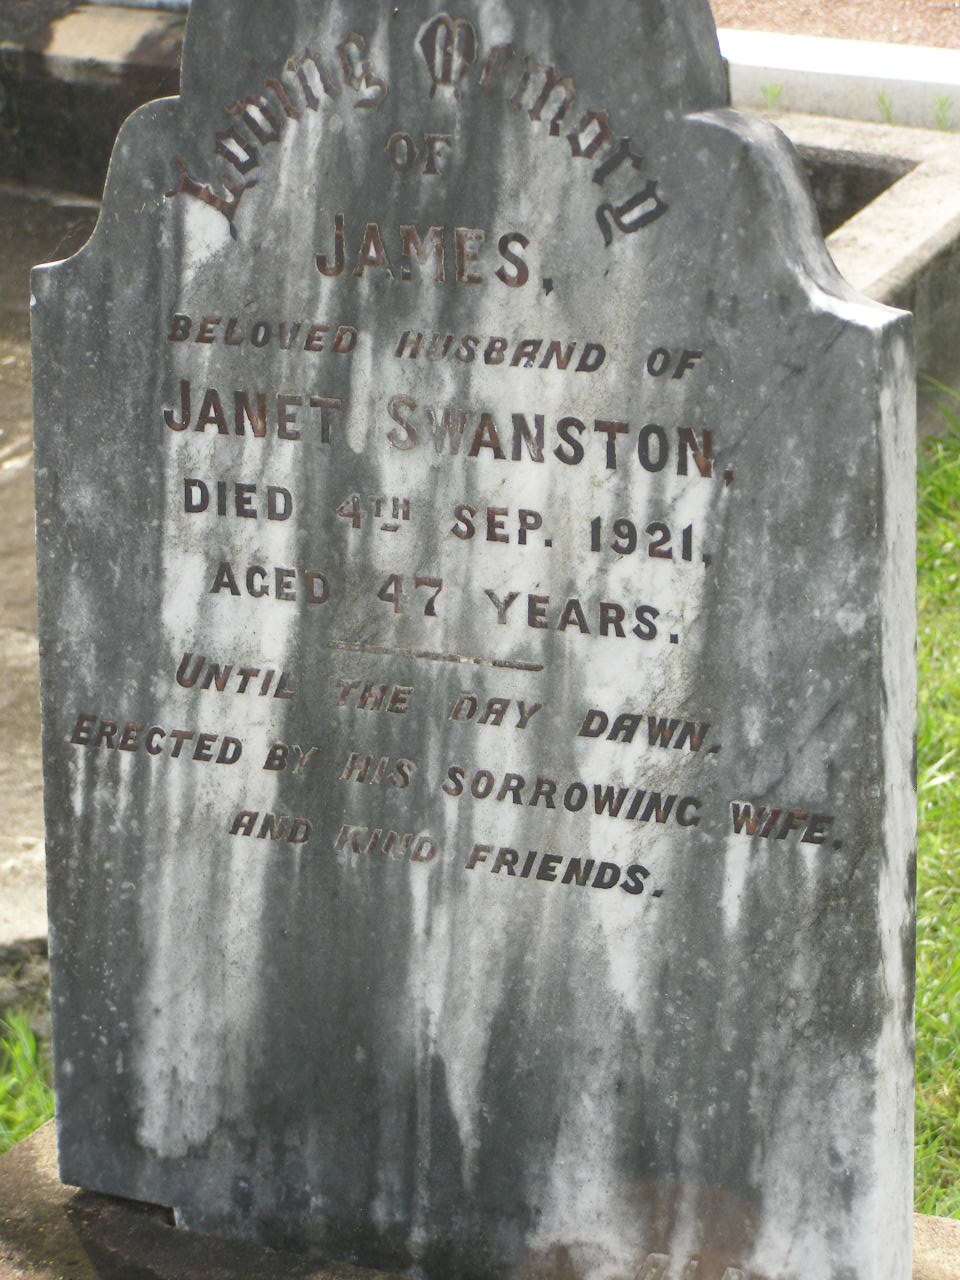 Loving Memory
OF
JAMES,
BELOVED HUSBAND OF
JANET SWANSTON,
DIED 4TH SEP. 1921,
AGED 47 YEARS.
UNTIL THE DAY DAWN.
ERECTED BY HIS SORROWING WIFE.
AND KIND FRIENDS.